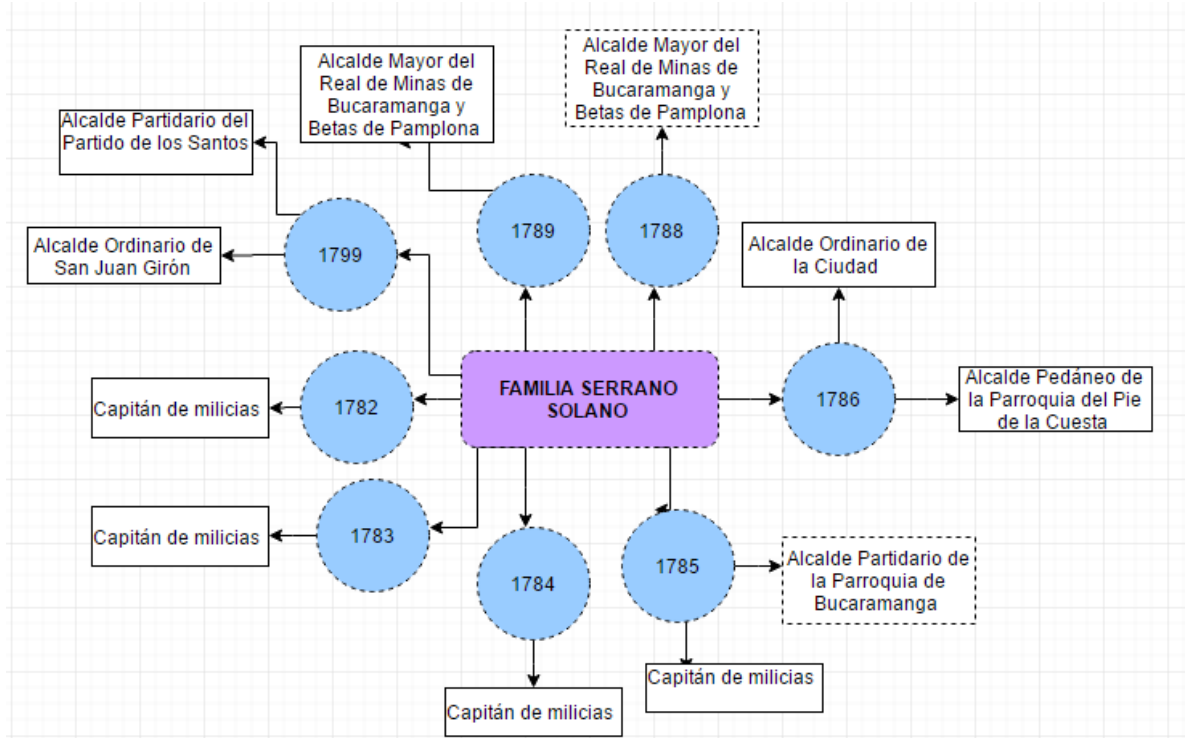 Alcalde Mayor del
Real de Minas de
Bucaramanga y
Betas de Pamplona
Alcalde Mayor del
Real de Minas de
Bucaramanga y
Betas de Pamplona
Alcalde Partidario del
Partido de los Santos
1789
1788
Alcalde Ordinario de
San Juan Girón
1799
Alcalde Ordinario de
la Ciudad
FAMILIA SERRANO
SOLANO
1782
Capitán de milicias
1786
Alcalde Pedáneo de
la Parroquia del Pie
de la Cuesta
Capitán de milicias
1783
1784
1785
Alcalde Partidario de
la Parroquia de
Bucaramanga
Capitán de milicias
Capitán de milicias